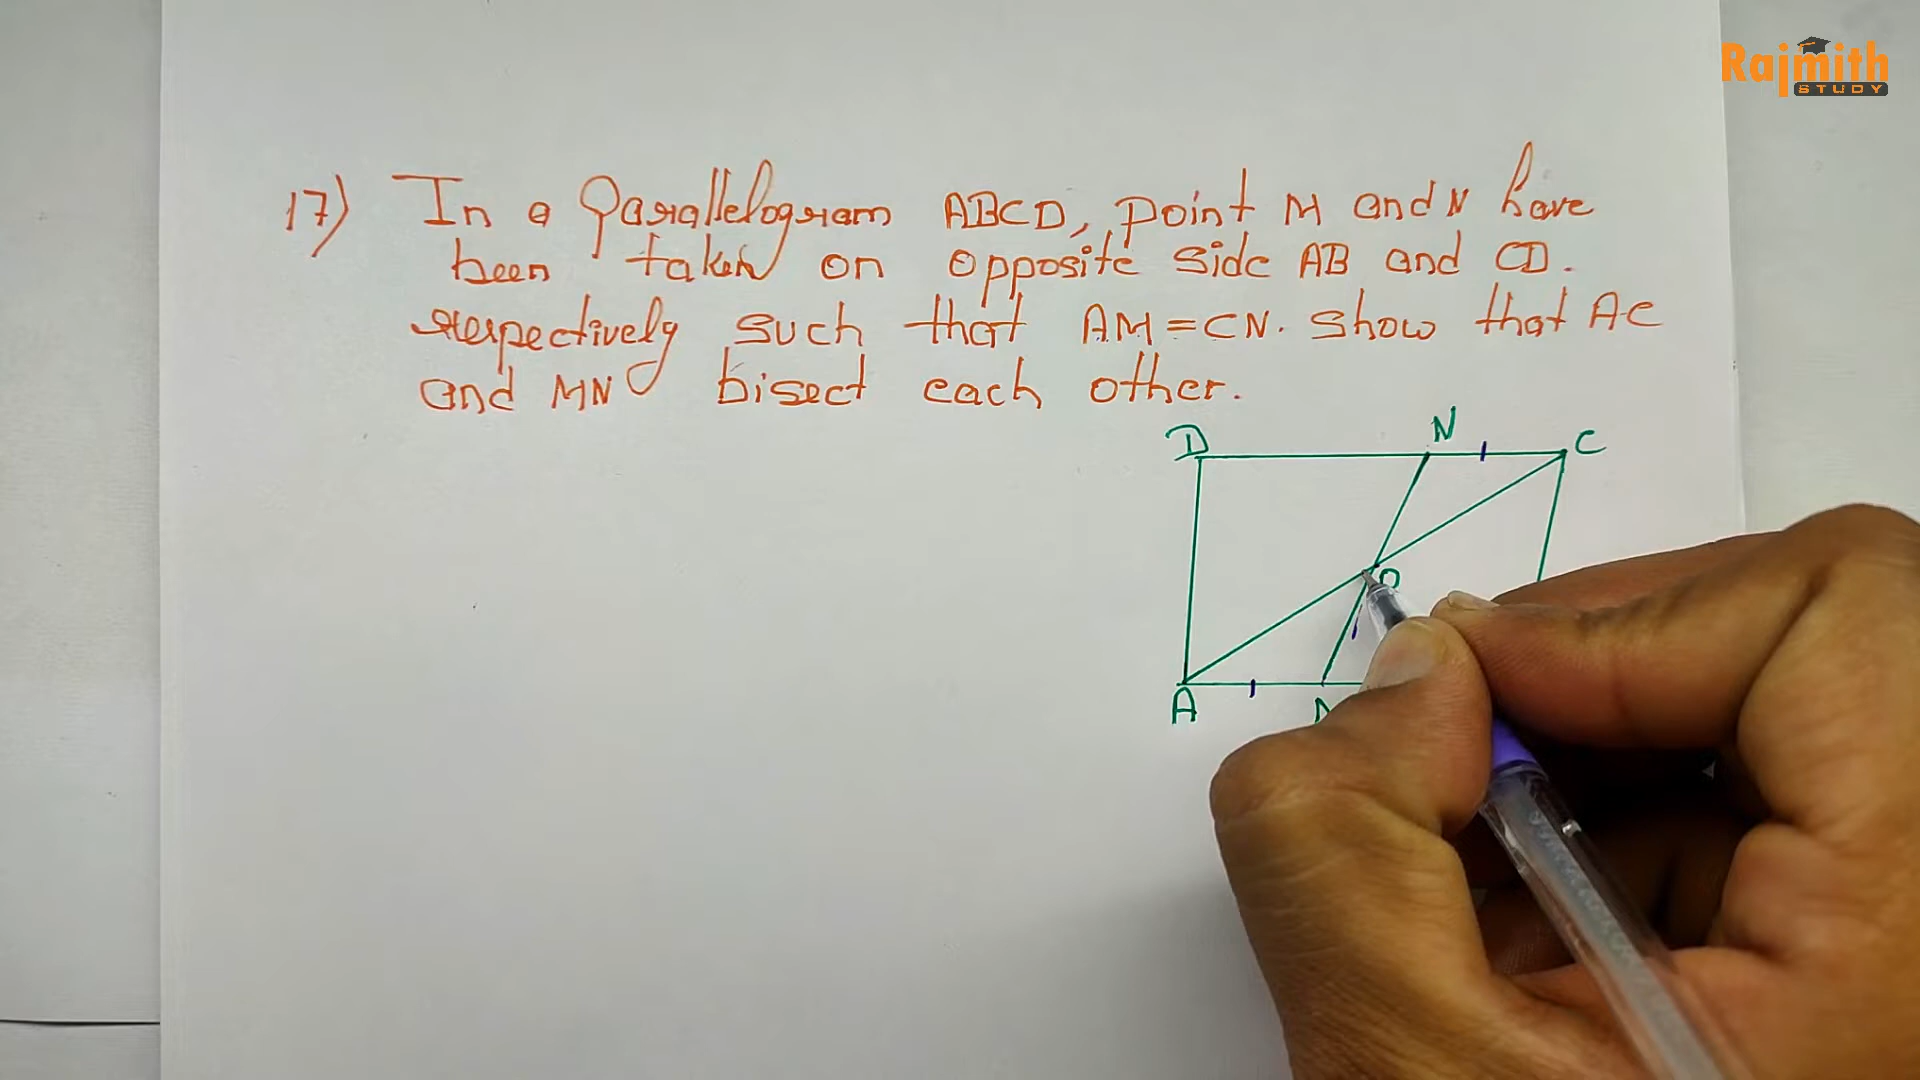 Rajmith
STUDY
17) In a Parallelogram ABCD, point M and N have
been taken on opposite side AB and CD.
respectively such that AM = CN. show that AC
and MN bisect each other.
D N C
O
A